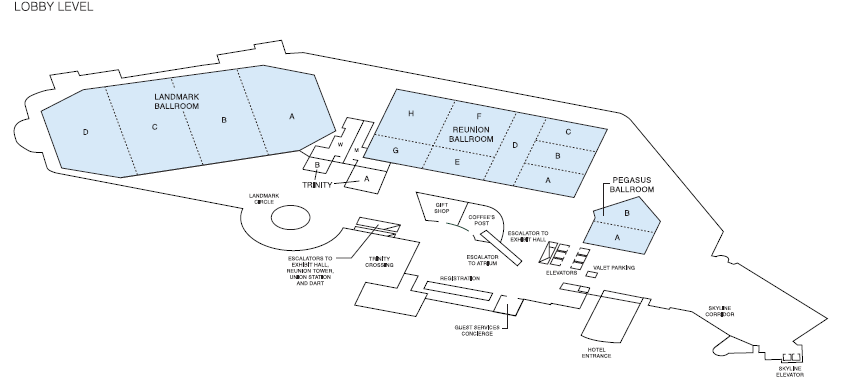 LOBBY LEVEL
LANDMARK
BALLROOM
D
C
B
A
H
F
REUNION
BALLROOM
G
E
D
C
B
A
W
M
B
TRINITY
A
PEGASUS
BALLROOM
B
A
LANDMARK
CIRCLE
GIFT
SHOP
COFFEE'S
POST
ESCALATOR TO
EXHIBIT HALL
ESCALATORS TO
EXHIBIT HALL,
REUNION TOWER,
UNION STATION
AND DART
TRINITY
CROSSING
ESCALATOR
TO ATRIUM
ELEVATORS
VALET PARKING
REGISTRATION
GUEST SERVICES
CONCIERGE
HOTEL
ENTRANCE
SKYLINE
CORRIDOR
SKYLINE
ELEVATOR